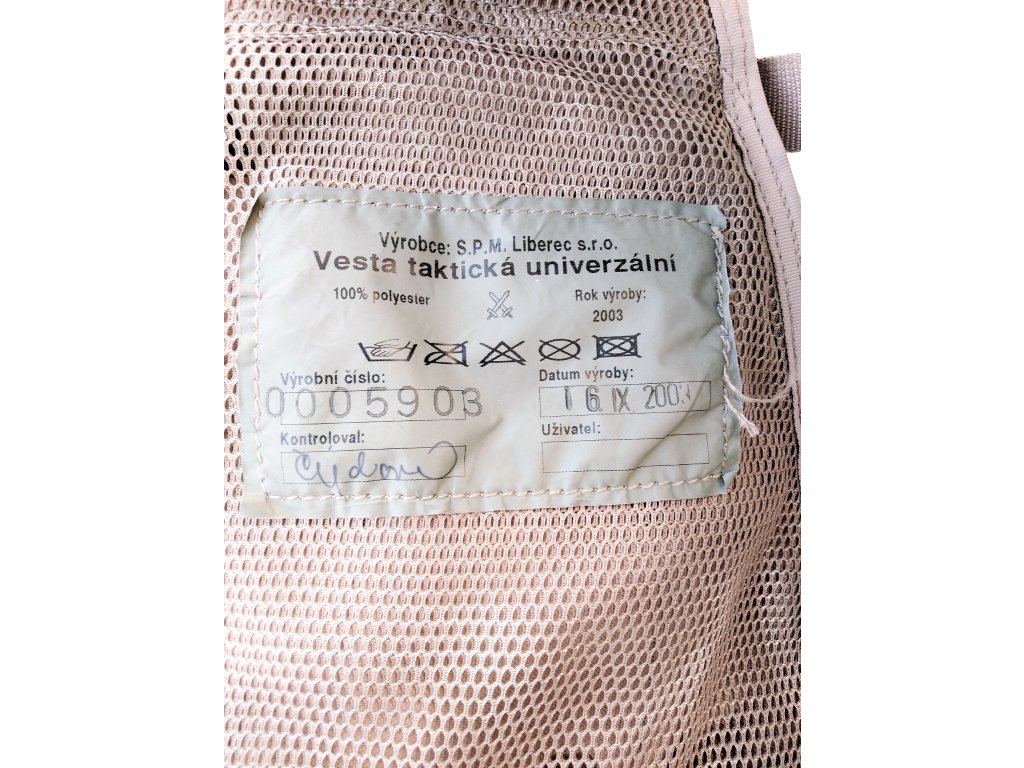 Výrobce: S.P.M. Liberec s.r.o.
Vesta taktická univerzální
100% polyester
Rok výroby:
2003
Výrobní číslo:
0005903
Datum výroby:
16. IX 2003
Kontroloval:
Uživatel: